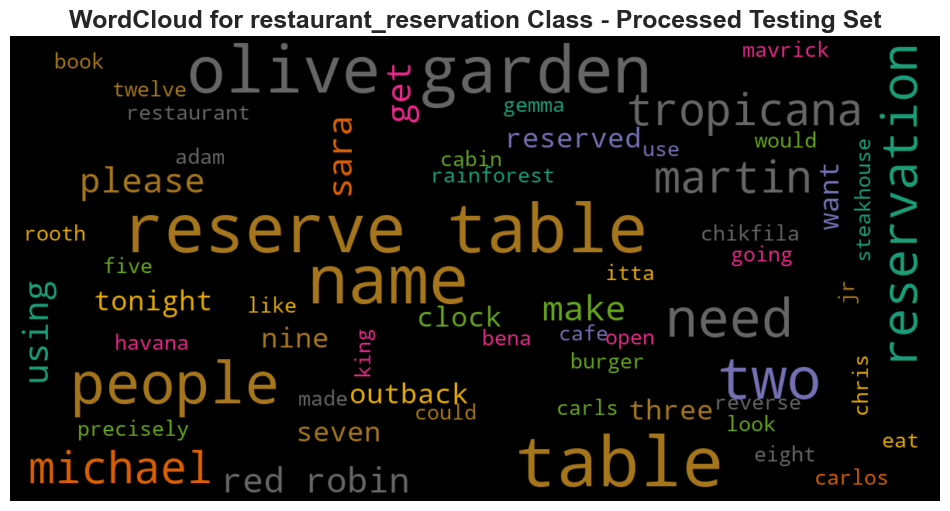 WordCloud for restaurant_reservation Class - Processed Testing Set
book
olive garden
mavrick
twelve
get
gemma
tropicana
reservation
restaurant
sara
reserved
use
would
adam
cabin
please
rainforest
martin
want
steakhouse
rooth
reserve table
chikfila
five
name
itta
going
using
tonight
like
clock
make
need
jr
havana
nine
king
bena
cafe
open
burger
people
made
outback
two
chris
could
carls
three
reverse
precisely
seven
look
michael
red robin
table
eight
eat
carlos